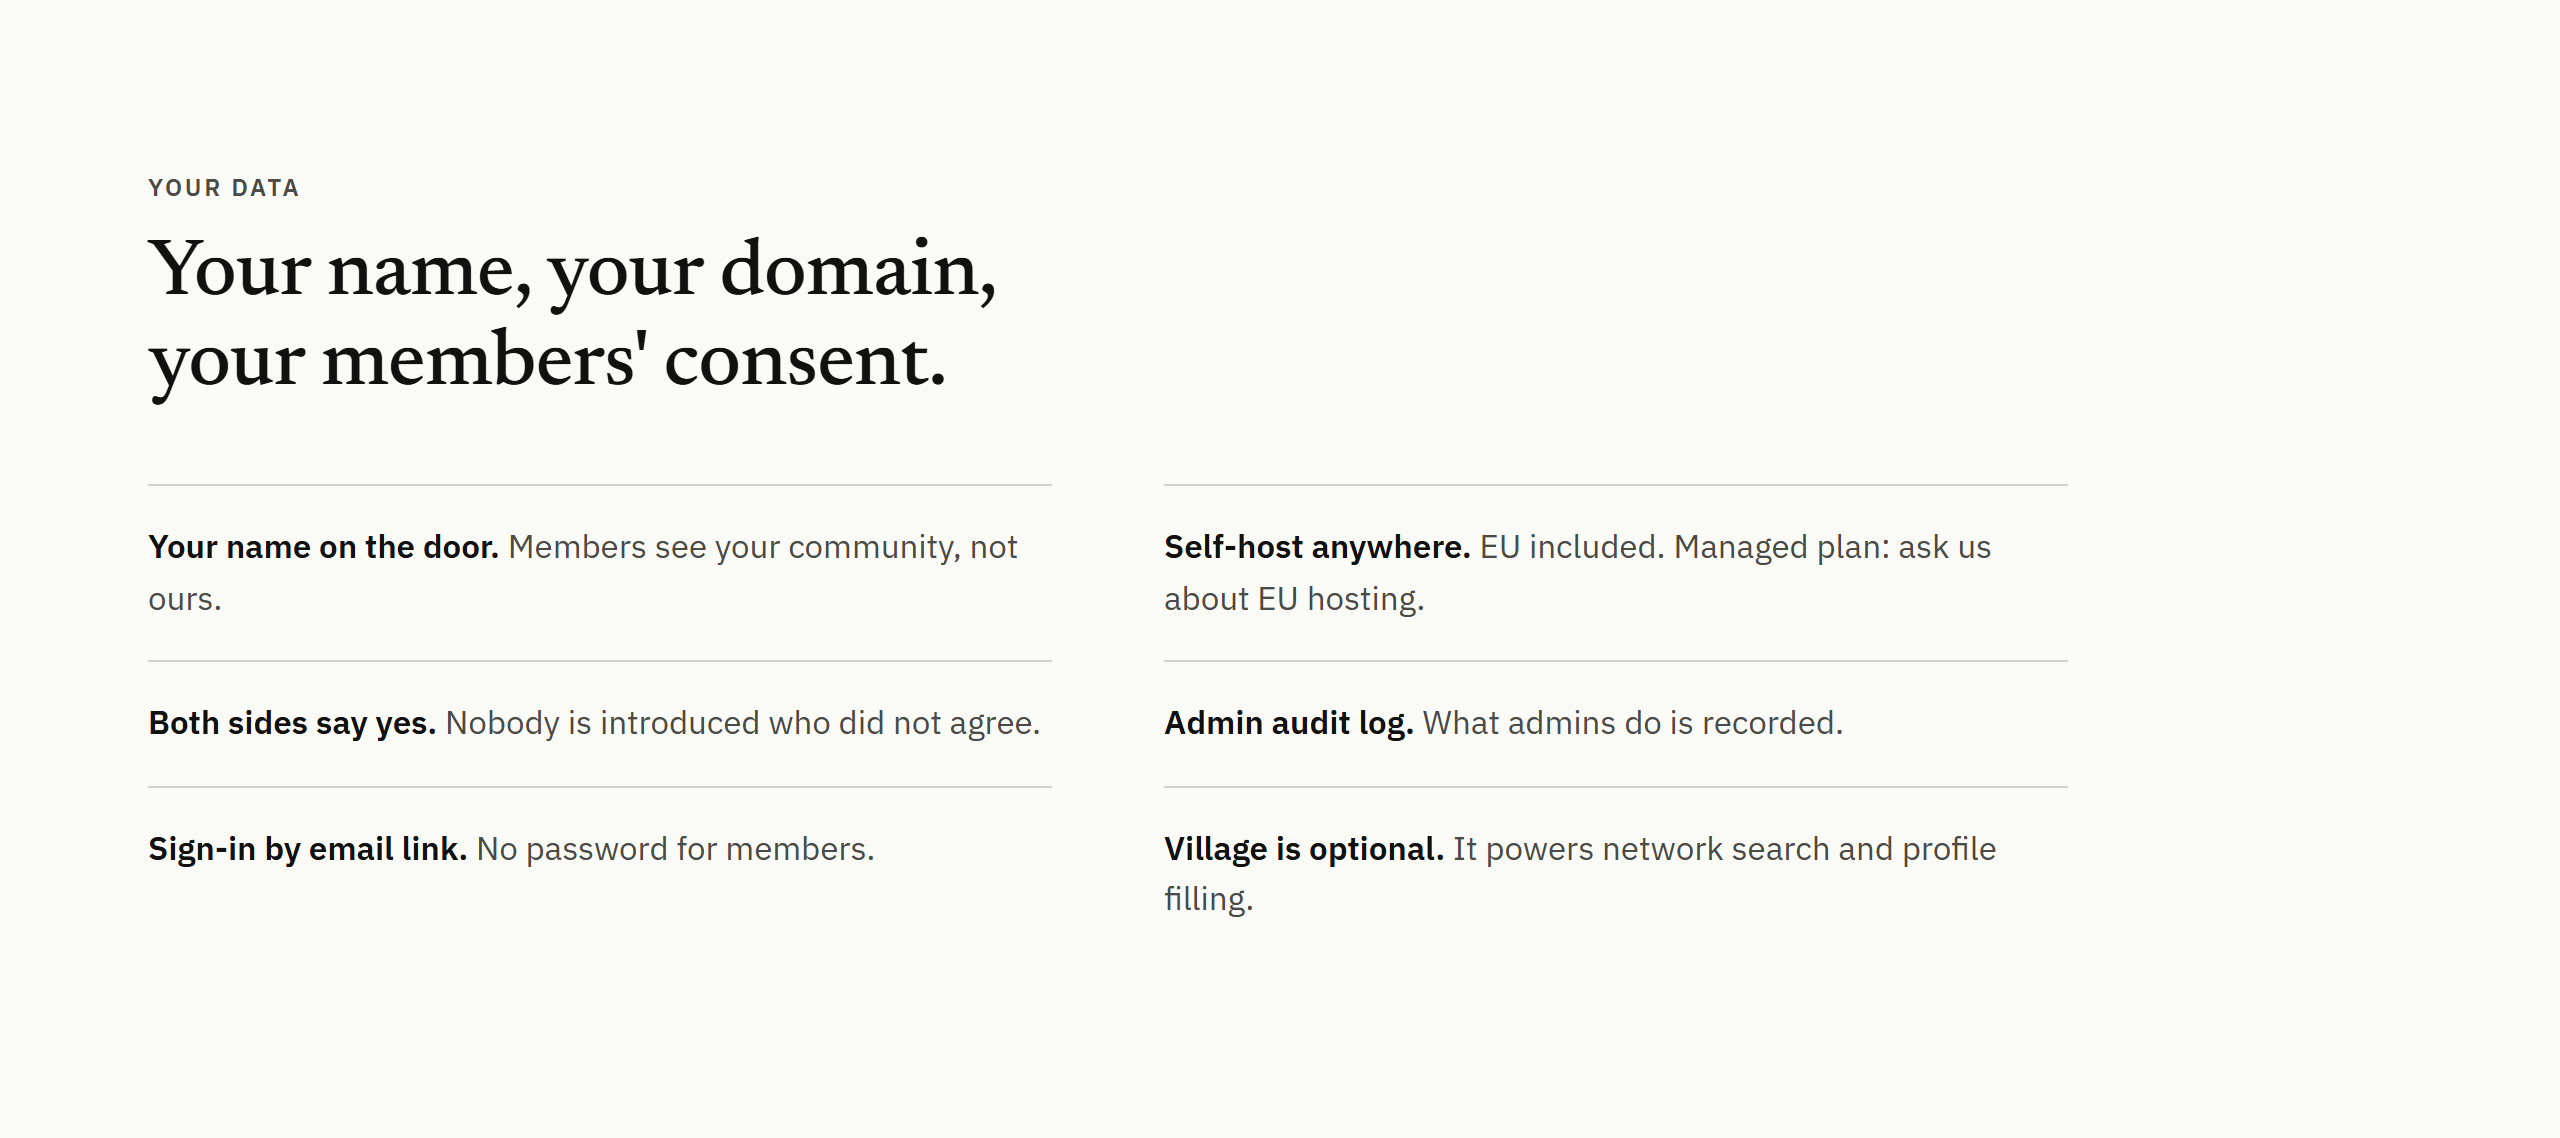 YOUR DATA
Your name, your domain,
your members' consent.
Your name on the door. Members see your community, not
ours.
Both sides say yes. Nobody is introduced who did not agree.
Sign-in by email link. No password for members.
Self-host anywhere. EU included. Managed plan: ask us
about EU hosting.
Admin audit log. What admins do is recorded.
Village is optional. It powers network search and profile
filling.